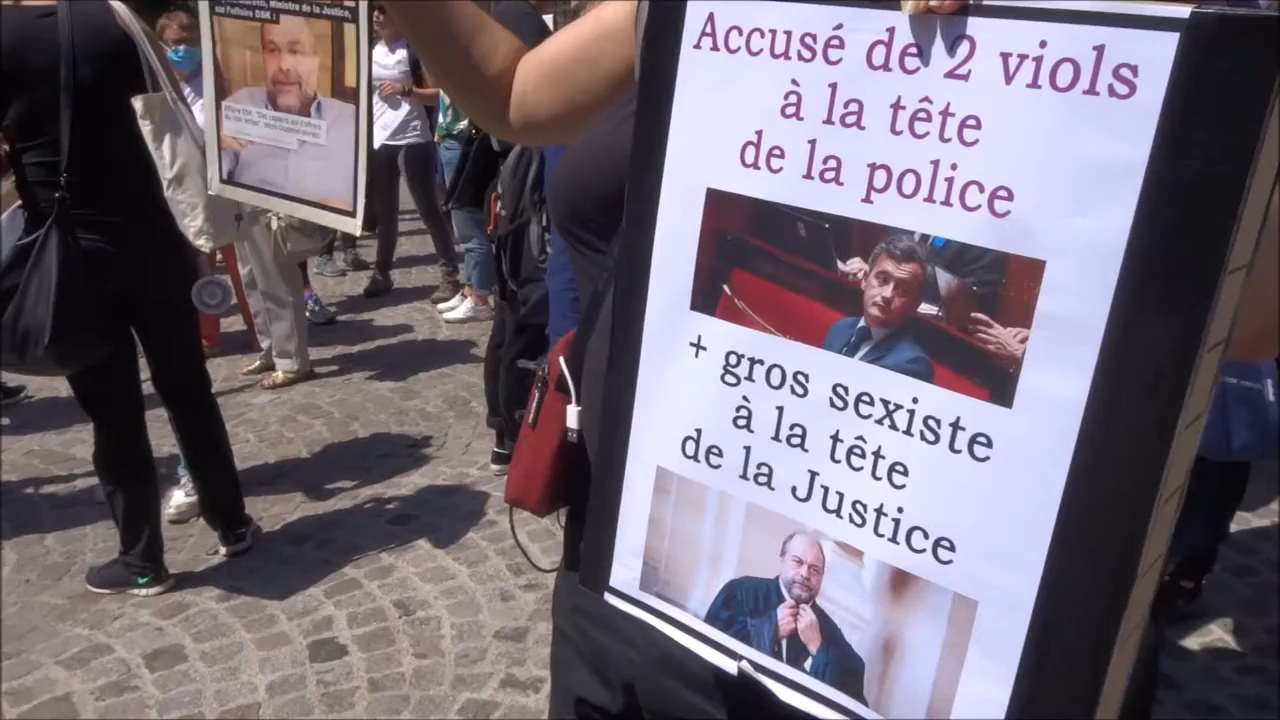 Ministre de la Justice,
sur l'affaire DSK :
Accusé de 2 viols
à la tête
de la police
+ gros sexiste
à la tête
de la Justice